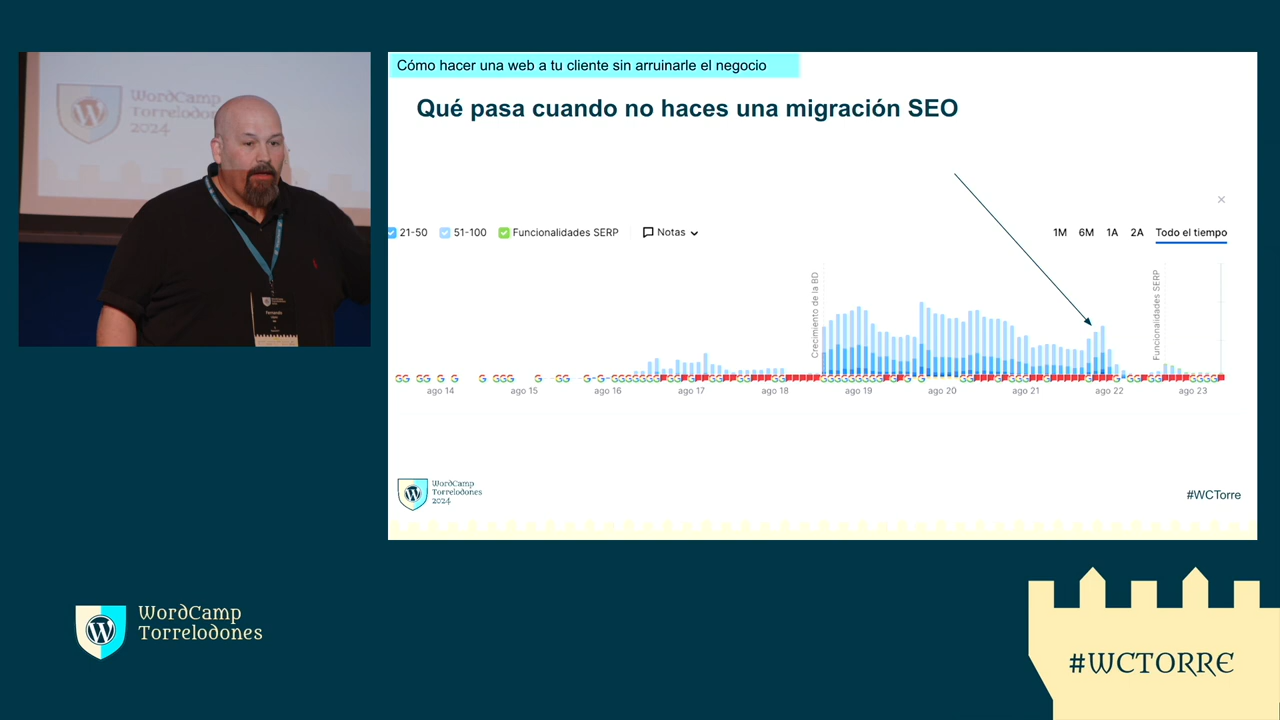 WordCamp
Torrelodones
2024
Fernando
Cómo hacer una web a tu cliente sin arruinarle el negocio
Qué pasa cuando no haces una migración SEO
21-50
51-100
Funcionalidades SERP
Notas
1M
6M
1A
2A
Todo el tiempo
Crecimiento de la BD
Funcionalidades SERP
ago 14
ago 15
ago 16
ago 17
ago 18
ago 19
ago 20
ago 21
ago 22
ago 23
WordCamp
Torrelodones
2024
#WCTorre
WordCamp
Torrelodones
#WCTORRE